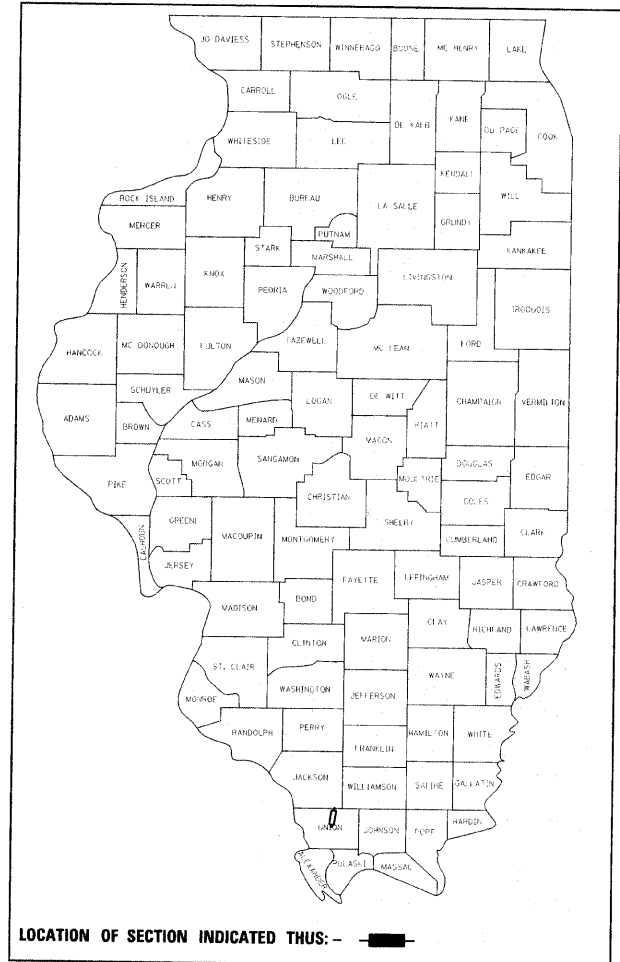 JO DAVIESS STEPHENSON WINNEBAGO BOONE MC HENRY LAKE
CARROLL OGLE
DE KALB KANE DU PAGE COOK
WHITESIDE LEE
KENDALL
ROCK ISLAND HENRY BUREAU LA SALLE WILL
MERCER GRUNDY
PUTNAM
STARK
MARSHALL KANKAKEE
HENDERSON WARREN KNOX LIVINGSTON
PEORIA WOODFORD
IROQUOIS
FORD
HANCOCK MC DONOUGH FULTON TAZEWELL MC LEAN
MASON
SCHUYLER LOGAN DE WITT CHAMPAIGN VERMILION
ADAMS BROWN CASS MENARD PIATT
MACON
MORGAN SANGAMON DOUGLAS
PIKE SCOTT MOULTRIE EDGAR
CHRISTIAN COLES
GREENE SHELBY
CALHOUN MACOUPIN MONTGOMERY CUMBERLAND CLARK
JERSEY
FAYETTE EFFINGHAM JASPER CRAWFORD
MADISON BOND
CLAY RICHLAND LAWRENCE
CLINTON MARION
ST. CLAIR WAYNE EDWARDS WABASH
MONROE WASHINGTON JEFFERSON
RANDOLPH PERRY HAMILTON WHITE
FRANKLIN
JACKSON WILLIAMSON SALINE GALLATIN
UNION JOHNSON POPE HARDIN
ALEXANDER PULASKI MASSAC
LOCATION OF SECTION INDICATED THUS: -